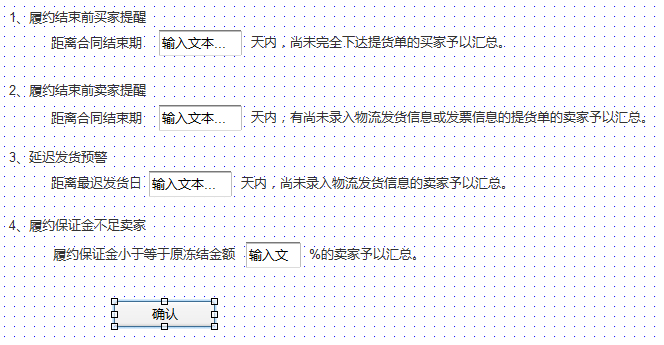 1、履约结束前买家提醒
距离合同结束期 输入文本... 天内，尚未完全下达提货单的买家予以汇总。
2、履约结束前卖家提醒
距离合同结束期 输入文本... 天内，有尚未录入物流发货信息或发票信息的提货单的卖家予以汇总。
3、延迟发货预警
距离最迟发货日 输入文本... 天内，尚未录入物流发货信息的卖家予以汇总。
4、履约保证金不足卖家
履约保证金小于等于原冻结金额 输入文 %的卖家予以汇总。
确认